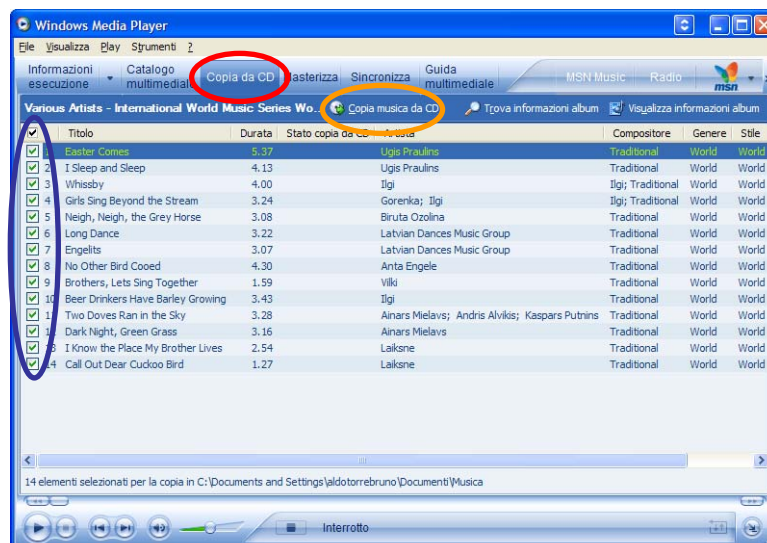 Windows Media Player
File Visualizza Play Strumenti ?
Informazioni esecuzione Catalogo multimediale Copia da CD Masterizza Sincronizza Guida multimediale MSN Music Radio msn
Various Artists - International World Music Series Wo... Copia musica da CD Trova informazioni album Visualizza informazioni album
Titolo Durata Stato copia da CD Artista Compositore Genere Stile
1 Easter Comes 5.37 Ugis Praulins Traditional World World
2 I Sleep and Sleep 4.13 Ugis Praulins Traditional World World
3 Whissby 4.00 Ilgi Ilgi; Traditional World World
4 Girls Sing Beyond the Stream 3.24 Gorenka; Ilgi Ilgi; Traditional World World
5 Neigh, Neigh, the Grey Horse 3.08 Biruta Ozolina Traditional World World
6 Long Dance 3.22 Latvian Dances Music Group Traditional World World
7 Engelits 3.07 Latvian Dances Music Group Traditional World World
8 No Other Bird Cooed 4.30 Anta Engele Traditional World World
9 Brothers, Lets Sing Together 1.59 Vilki Traditional World World
10 Beer Drinkers Have Barley Growing 3.43 Ilgi Traditional World World
11 Two Doves Ran in the Sky 3.28 Ainars Mielavs; Andris Alvikis; Kaspars Putnins Traditional World World
12 Dark Night, Green Grass 3.16 Ainars Mielavs Traditional World World
13 I Know the Place My Brother Lives 2.54 Laiksne Traditional World World
14 Call Out Dear Cuckoo Bird 1.27 Laiksne Traditional World World
14 elementi selezionati per la copia in C:\Documents and Settings\aldotorrebruno\Documenti\Musica
Interrotto